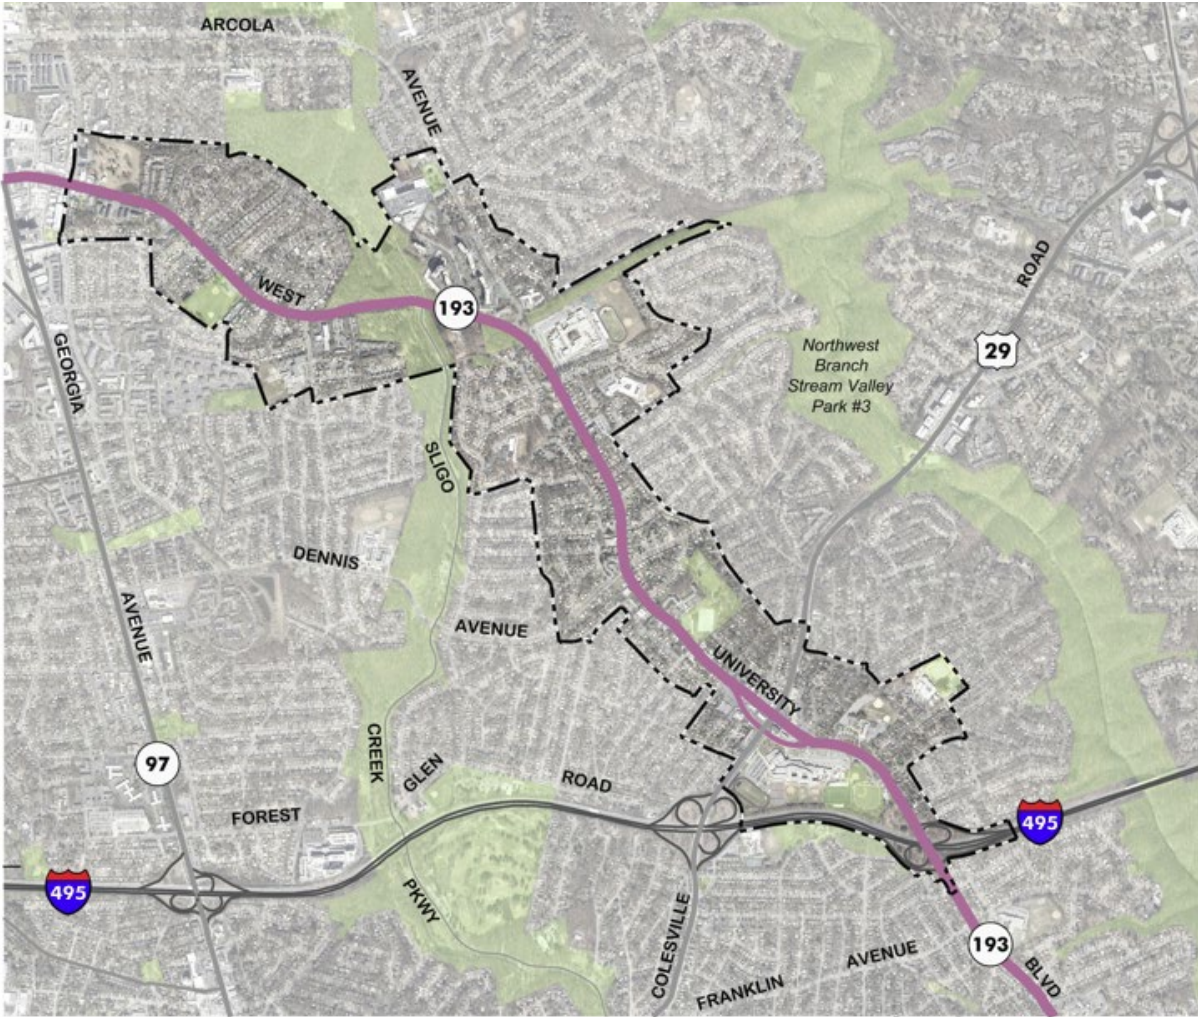 ARCOLA
AVENUE
WEST
193
ROAD
29
GEORGIA
Northwest
Branch
Stream Valley
Park #3
SLIGO
DENNIS
AVENUE
AVENUE
UNIVERSITY
CREEK
97
GLEN
ROAD
FOREST
495
495
PKWY
COLESVILLE
193
AVENUE
FRANKLIN
BLVD